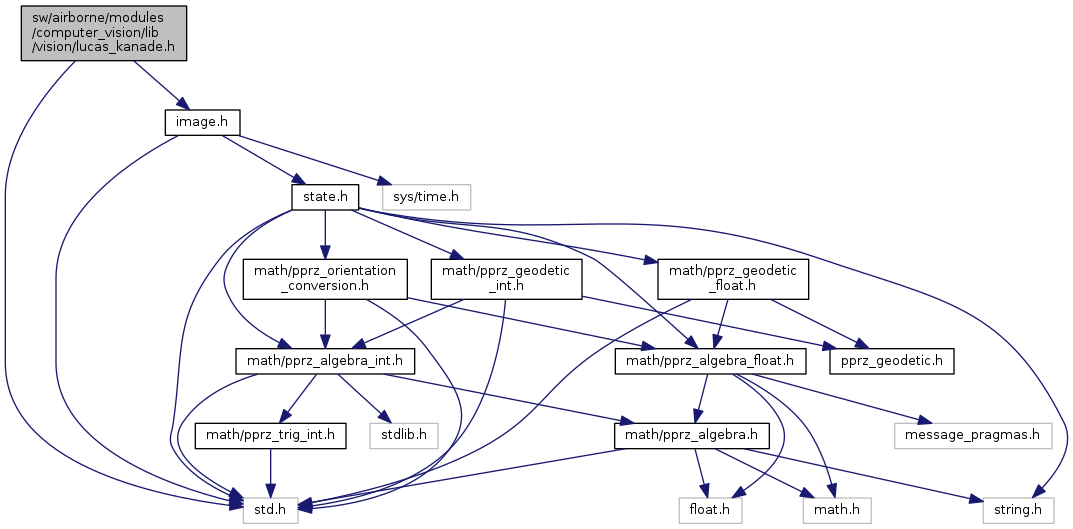 sw/airborne/modules
/computer_vision/lib
/vision/lucas_kanade.h
image.h
state.h
sys/time.h
math/pprz_orientation
_conversion.h
math/pprz_geodetic
_int.h
math/pprz_geodetic
_float.h
math/pprz_algebra_int.h
math/pprz_algebra_float.h
pprz_geodetic.h
math/pprz_trig_int.h
stdlib.h
math/pprz_algebra.h
message_pragmas.h
std.h
float.h
math.h
string.h